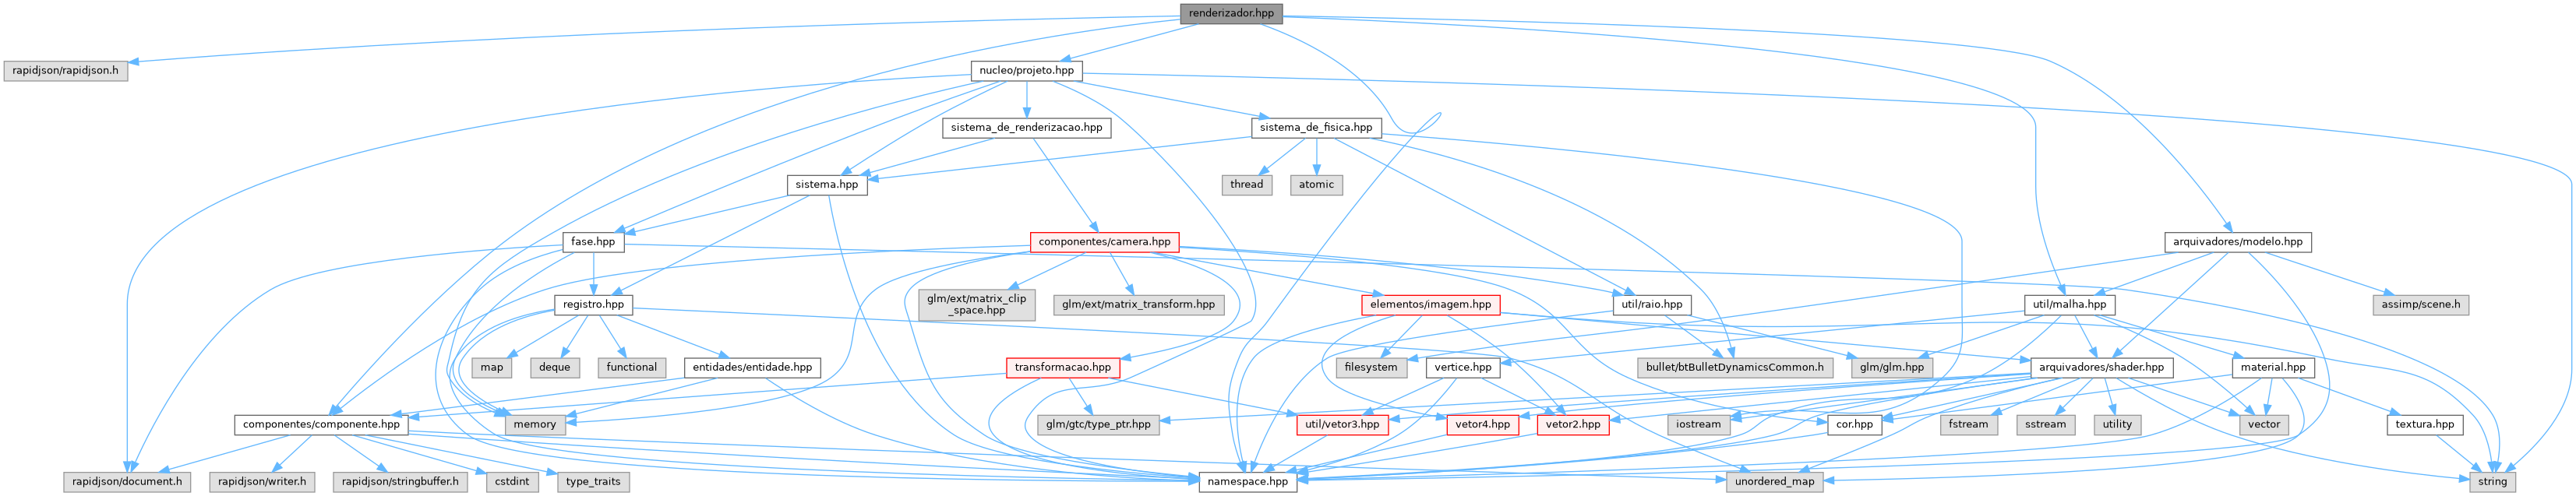 renderizador.hpp
rapidjson/rapidjson.h
nucleo/projeto.hpp
sistema_de_renderizacao.hpp
sistema_de_fisica.hpp
sistema.hpp
thread
atomic
fase.hpp
componentes/camera.hpp
arquivadores/modelo.hpp
registro.hpp
glm/ext/matrix_clip
_space.hpp
glm/ext/matrix_transform.hpp
elementos/imagem.hpp
util/raio.hpp
util/malha.hpp
assimp/scene.h
map
deque
functional
entidades/entidade.hpp
transformacao.hpp
filesystem
vertice.hpp
bullet/btBulletDynamicsCommon.h
glm/glm.hpp
arquivadores/shader.hpp
material.hpp
componentes/componente.hpp
memory
glm/gtc/type_ptr.hpp
util/vetor3.hpp
vetor4.hpp
vetor2.hpp
iostream
cor.hpp
fstream
sstream
utility
vector
textura.hpp
rapidjson/document.h
rapidjson/writer.h
rapidjson/stringbuffer.h
cstdint
type_traits
namespace.hpp
unordered_map
string